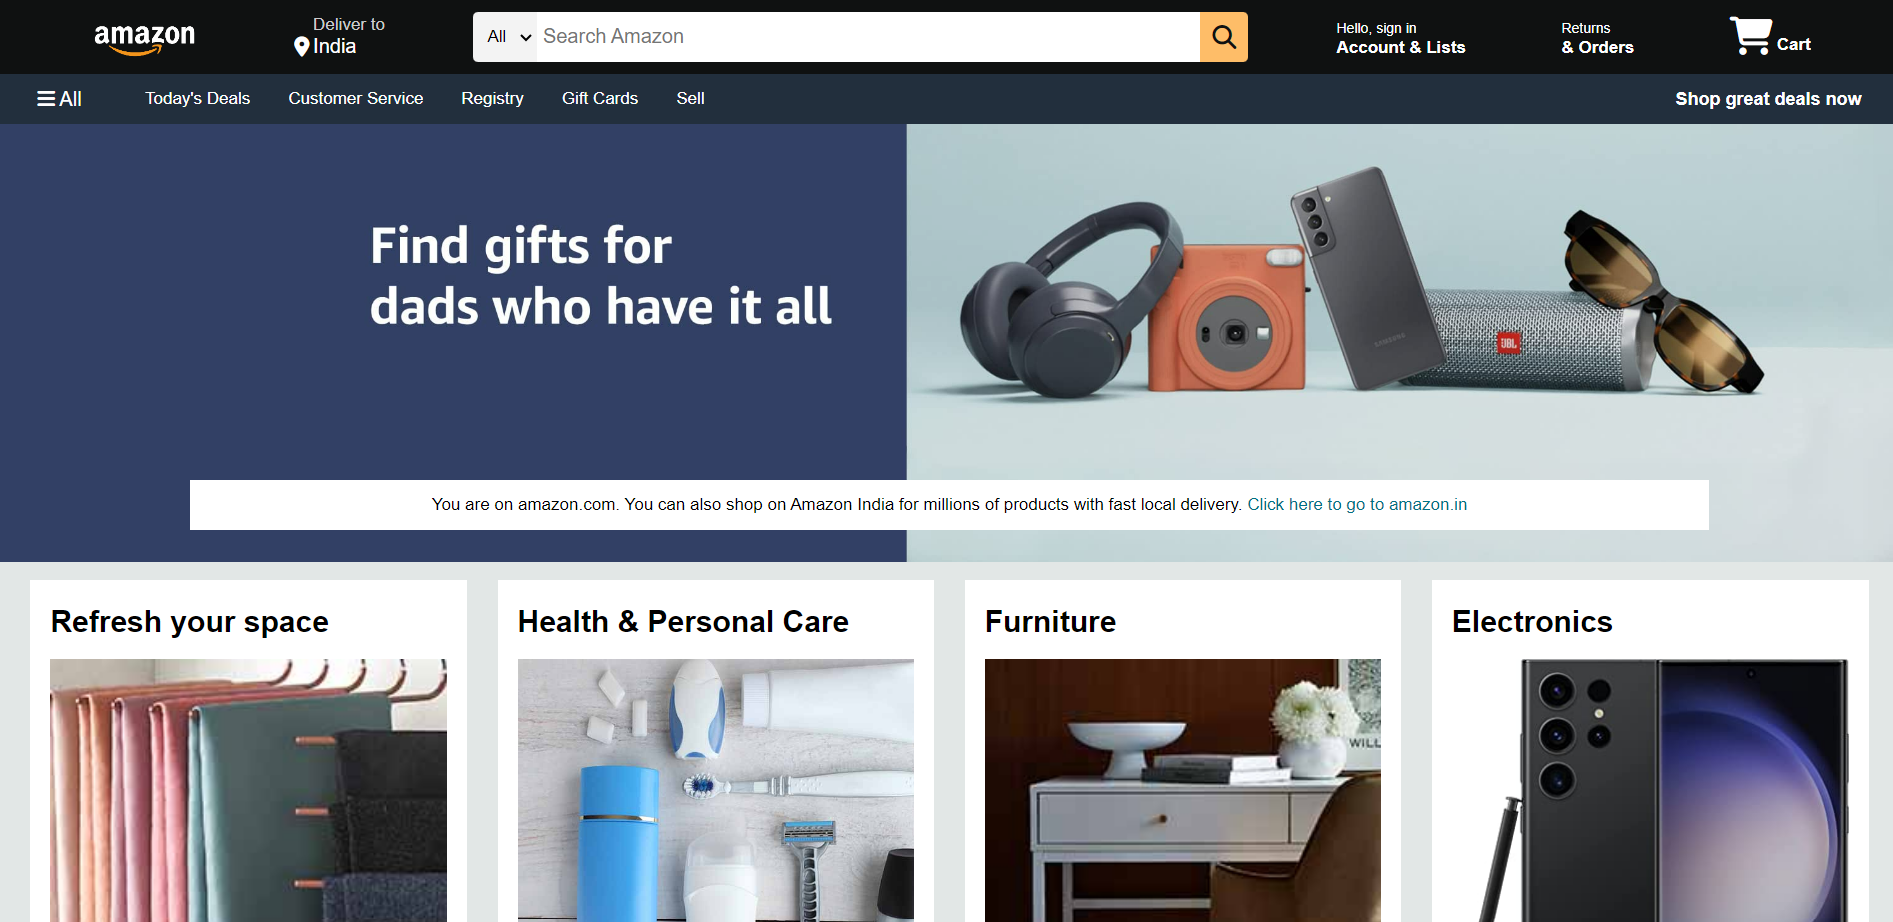 amazon
Deliver to
India
All
Search Amazon
Hello, sign in
Account & Lists
Returns
& Orders
Cart
All
Today's Deals
Customer Service
Registry
Gift Cards
Sell
Shop great deals now
Find gifts for
dads who have it all
SAMSUNG
JBL
You are on amazon.com. You can also shop on Amazon India for millions of products with fast local delivery. Click here to go to amazon.in
Refresh your space
Health & Personal Care
Furniture
Electronics
WILL